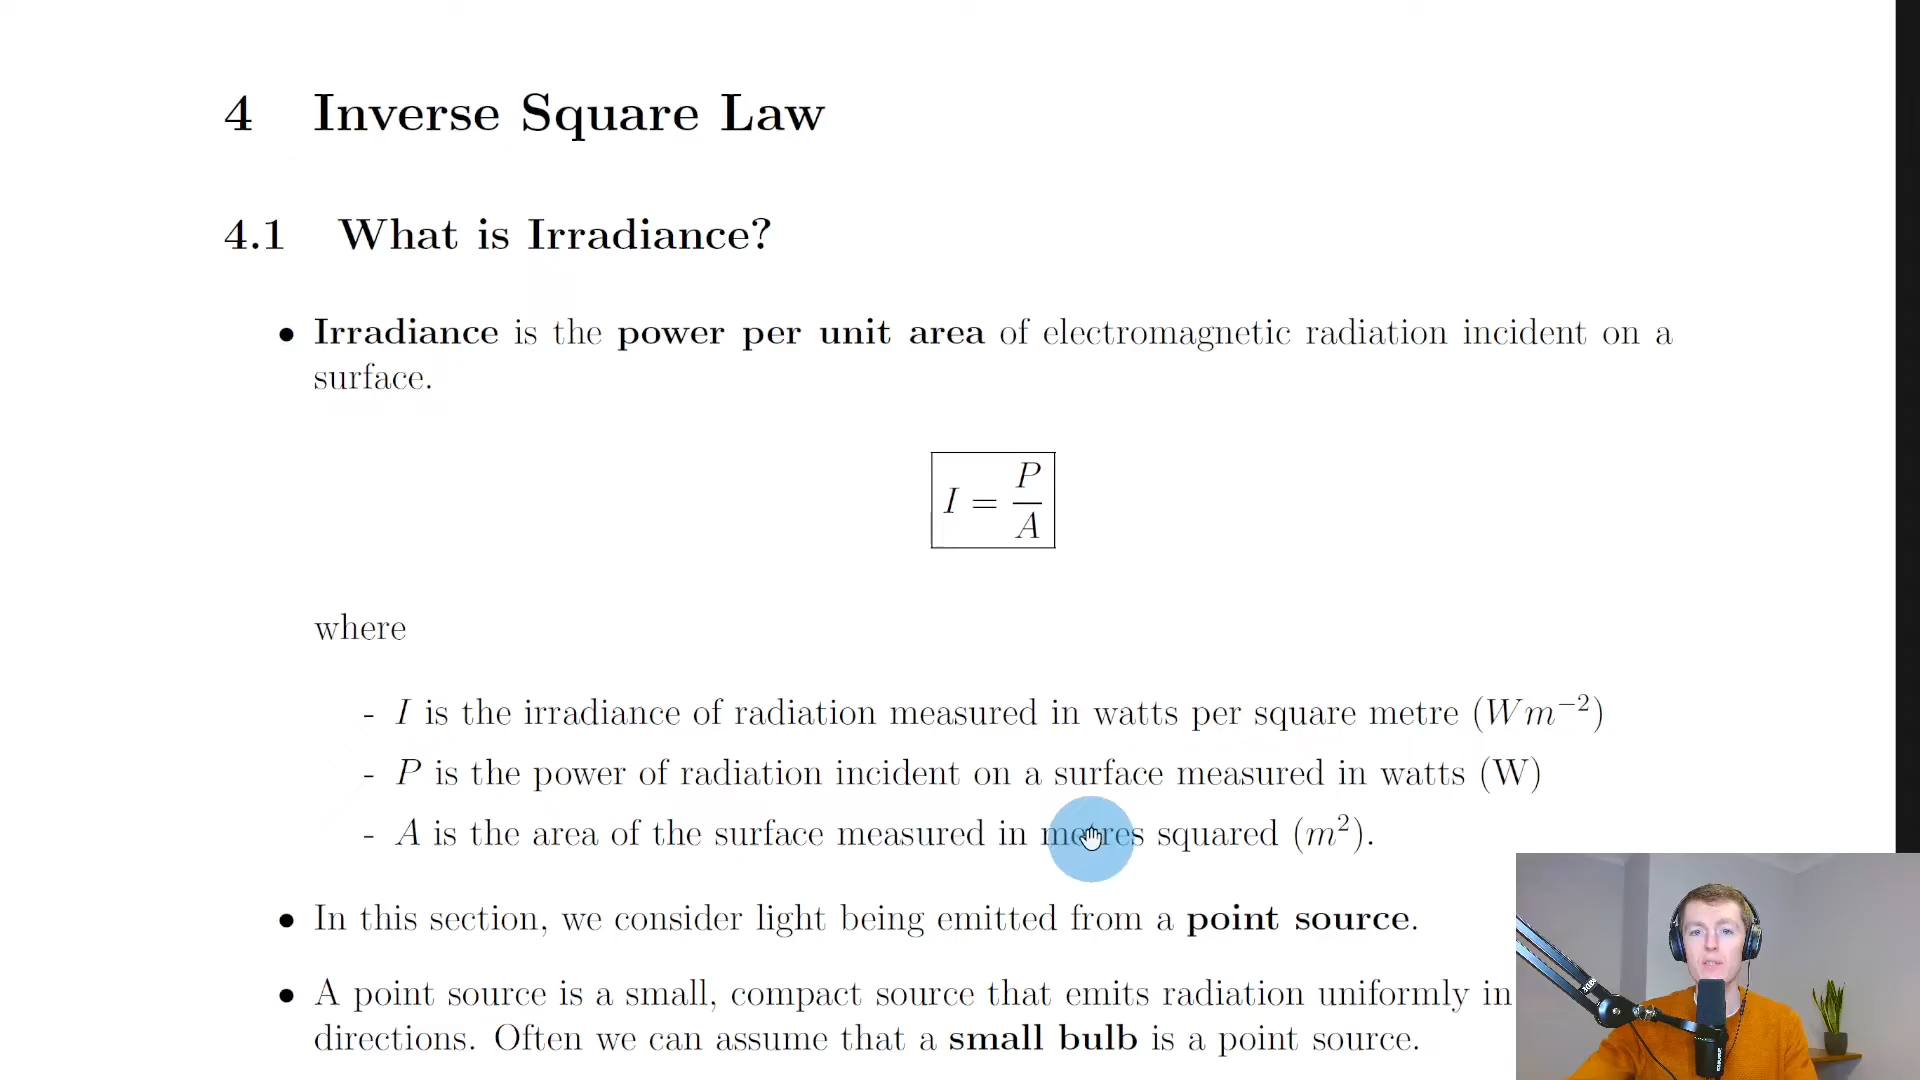 4 Inverse Square Law
4.1 What is Irradiance?
• Irradiance is the power per unit area of electromagnetic radiation incident on a
surface.
I = P/A
where
- I is the irradiance of radiation measured in watts per square metre (Wm⁻²)
- P is the power of radiation incident on a surface measured in watts (W)
- A is the area of the surface measured in metres squared (m²).
• In this section, we consider light being emitted from a point source.
• A point source is a small, compact source that emits radiation uniformly in
directions. Often we can assume that a small bulb is a point source.